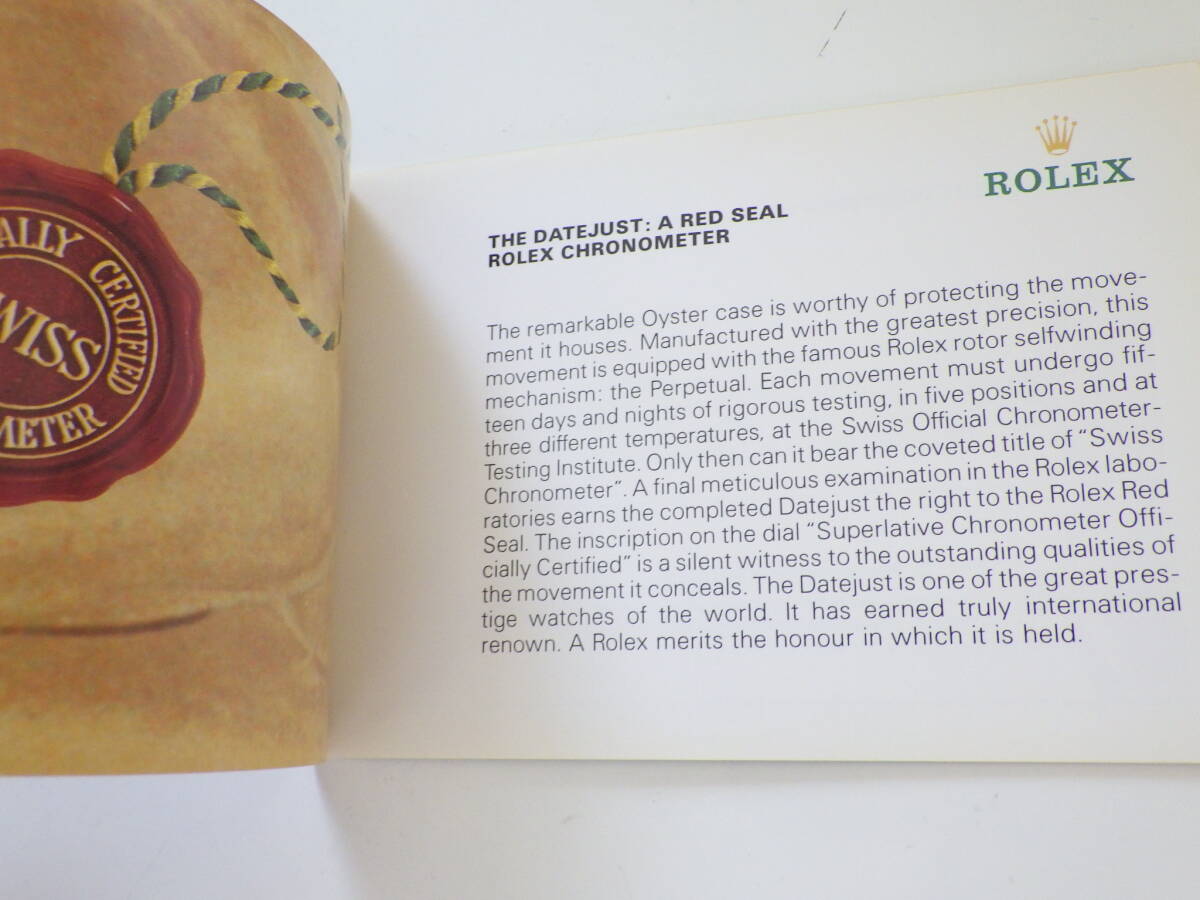 ALLY CERTIFIED
WISS
METER
ROLEX
THE DATEJUST: A RED SEAL
ROLEX CHRONOMETER
The remarkable Oyster case is worthy of protecting the move-
ment it houses. Manufactured with the greatest precision, this
movement is equipped with the famous Rolex rotor selfwinding
mechanism: the Perpetual. Each movement must undergo fif-
teen days and nights of rigorous testing, in five positions and at
three different temperatures, at the Swiss Official Chronometer-
Testing Institute. Only then can it bear the coveted title of "Swiss
Chronometer". A final meticulous examination in the Rolex labo-
ratories earns the completed Datejust the right to the Rolex Red
Seal. The inscription on the dial "Superlative Chronometer Offi-
cially Certified" is a silent witness to the outstanding qualities of
the movement it conceals. The Datejust is one of the great pres-
tige watches of the world. It has earned truly international
renown. A Rolex merits the honour in which it is held.